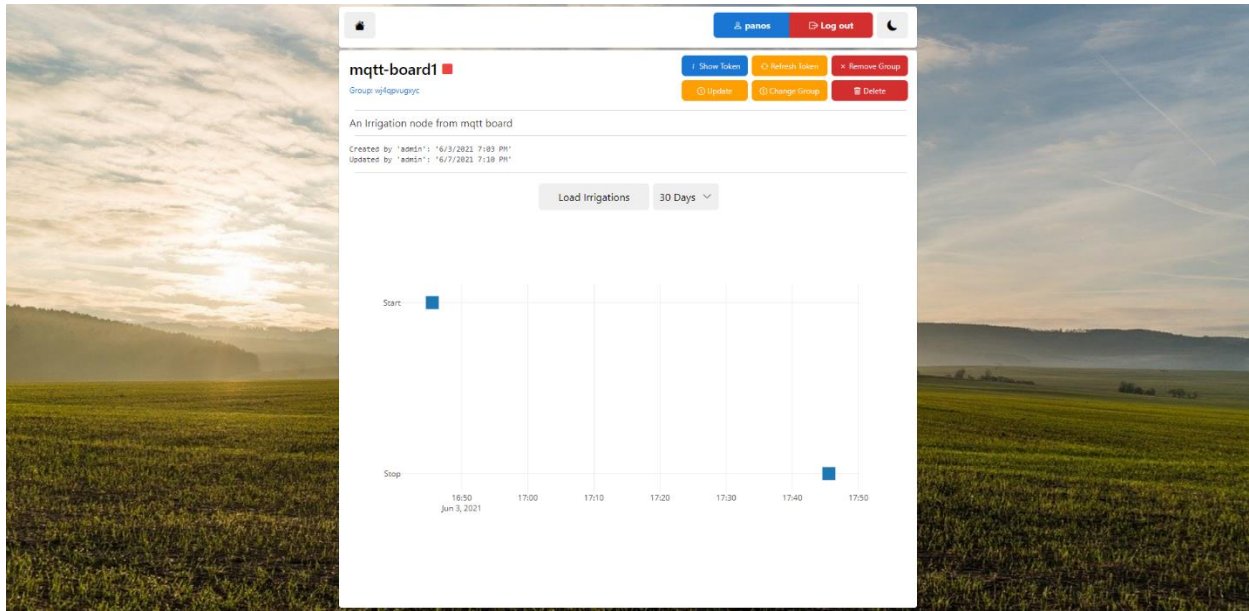 panos Log out
mqtt-board1
Show Token Refresh Token × Remove Group
Group: wj4qpvugxyc
Update Change Group Delete
An Irrigation node from mqtt board
Created by 'admin': '6/3/2021 7:03 PM'
Updated by 'admin': '6/7/2021 7:10 PM'
Load Irrigations 30 Days
Start
Stop
16:50 17:00 17:10 17:20 17:30 17:40 17:50
Jun 3, 2021